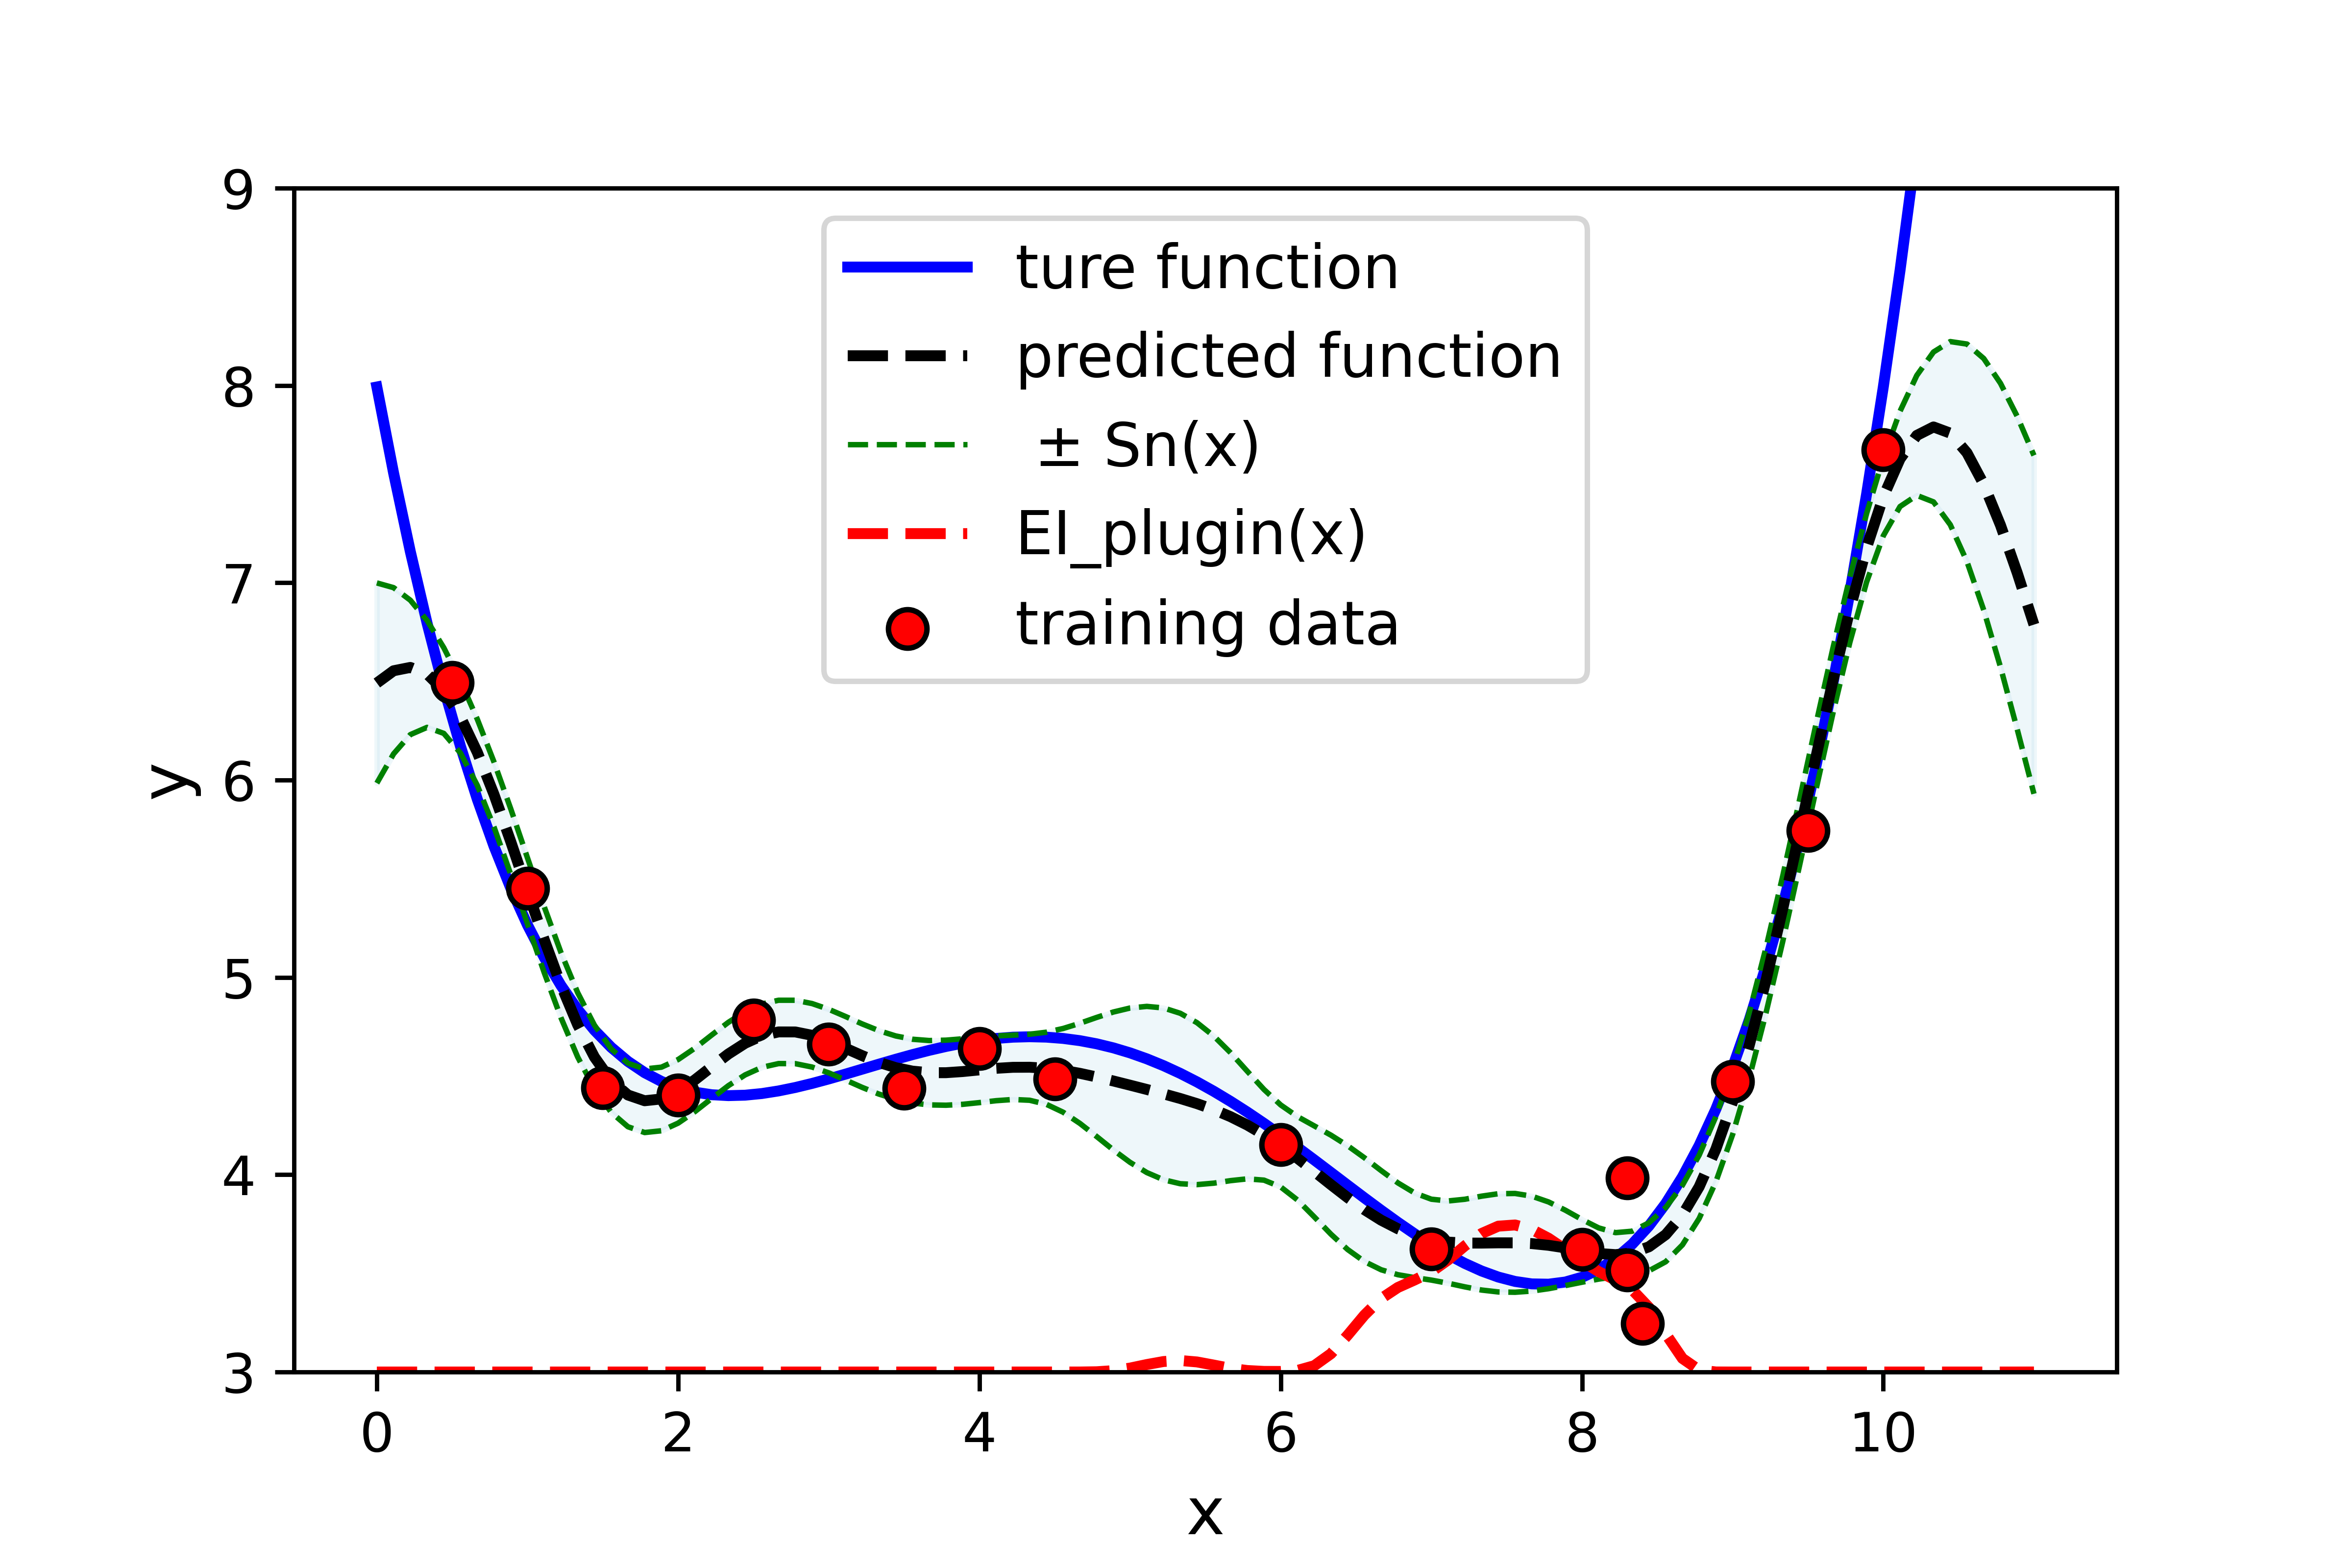 9
8
7
6
5
4
3
y
ture function
predicted function
± Sn(x)
EI_plugin(x)
training data
0 2 4 6 8 10
x